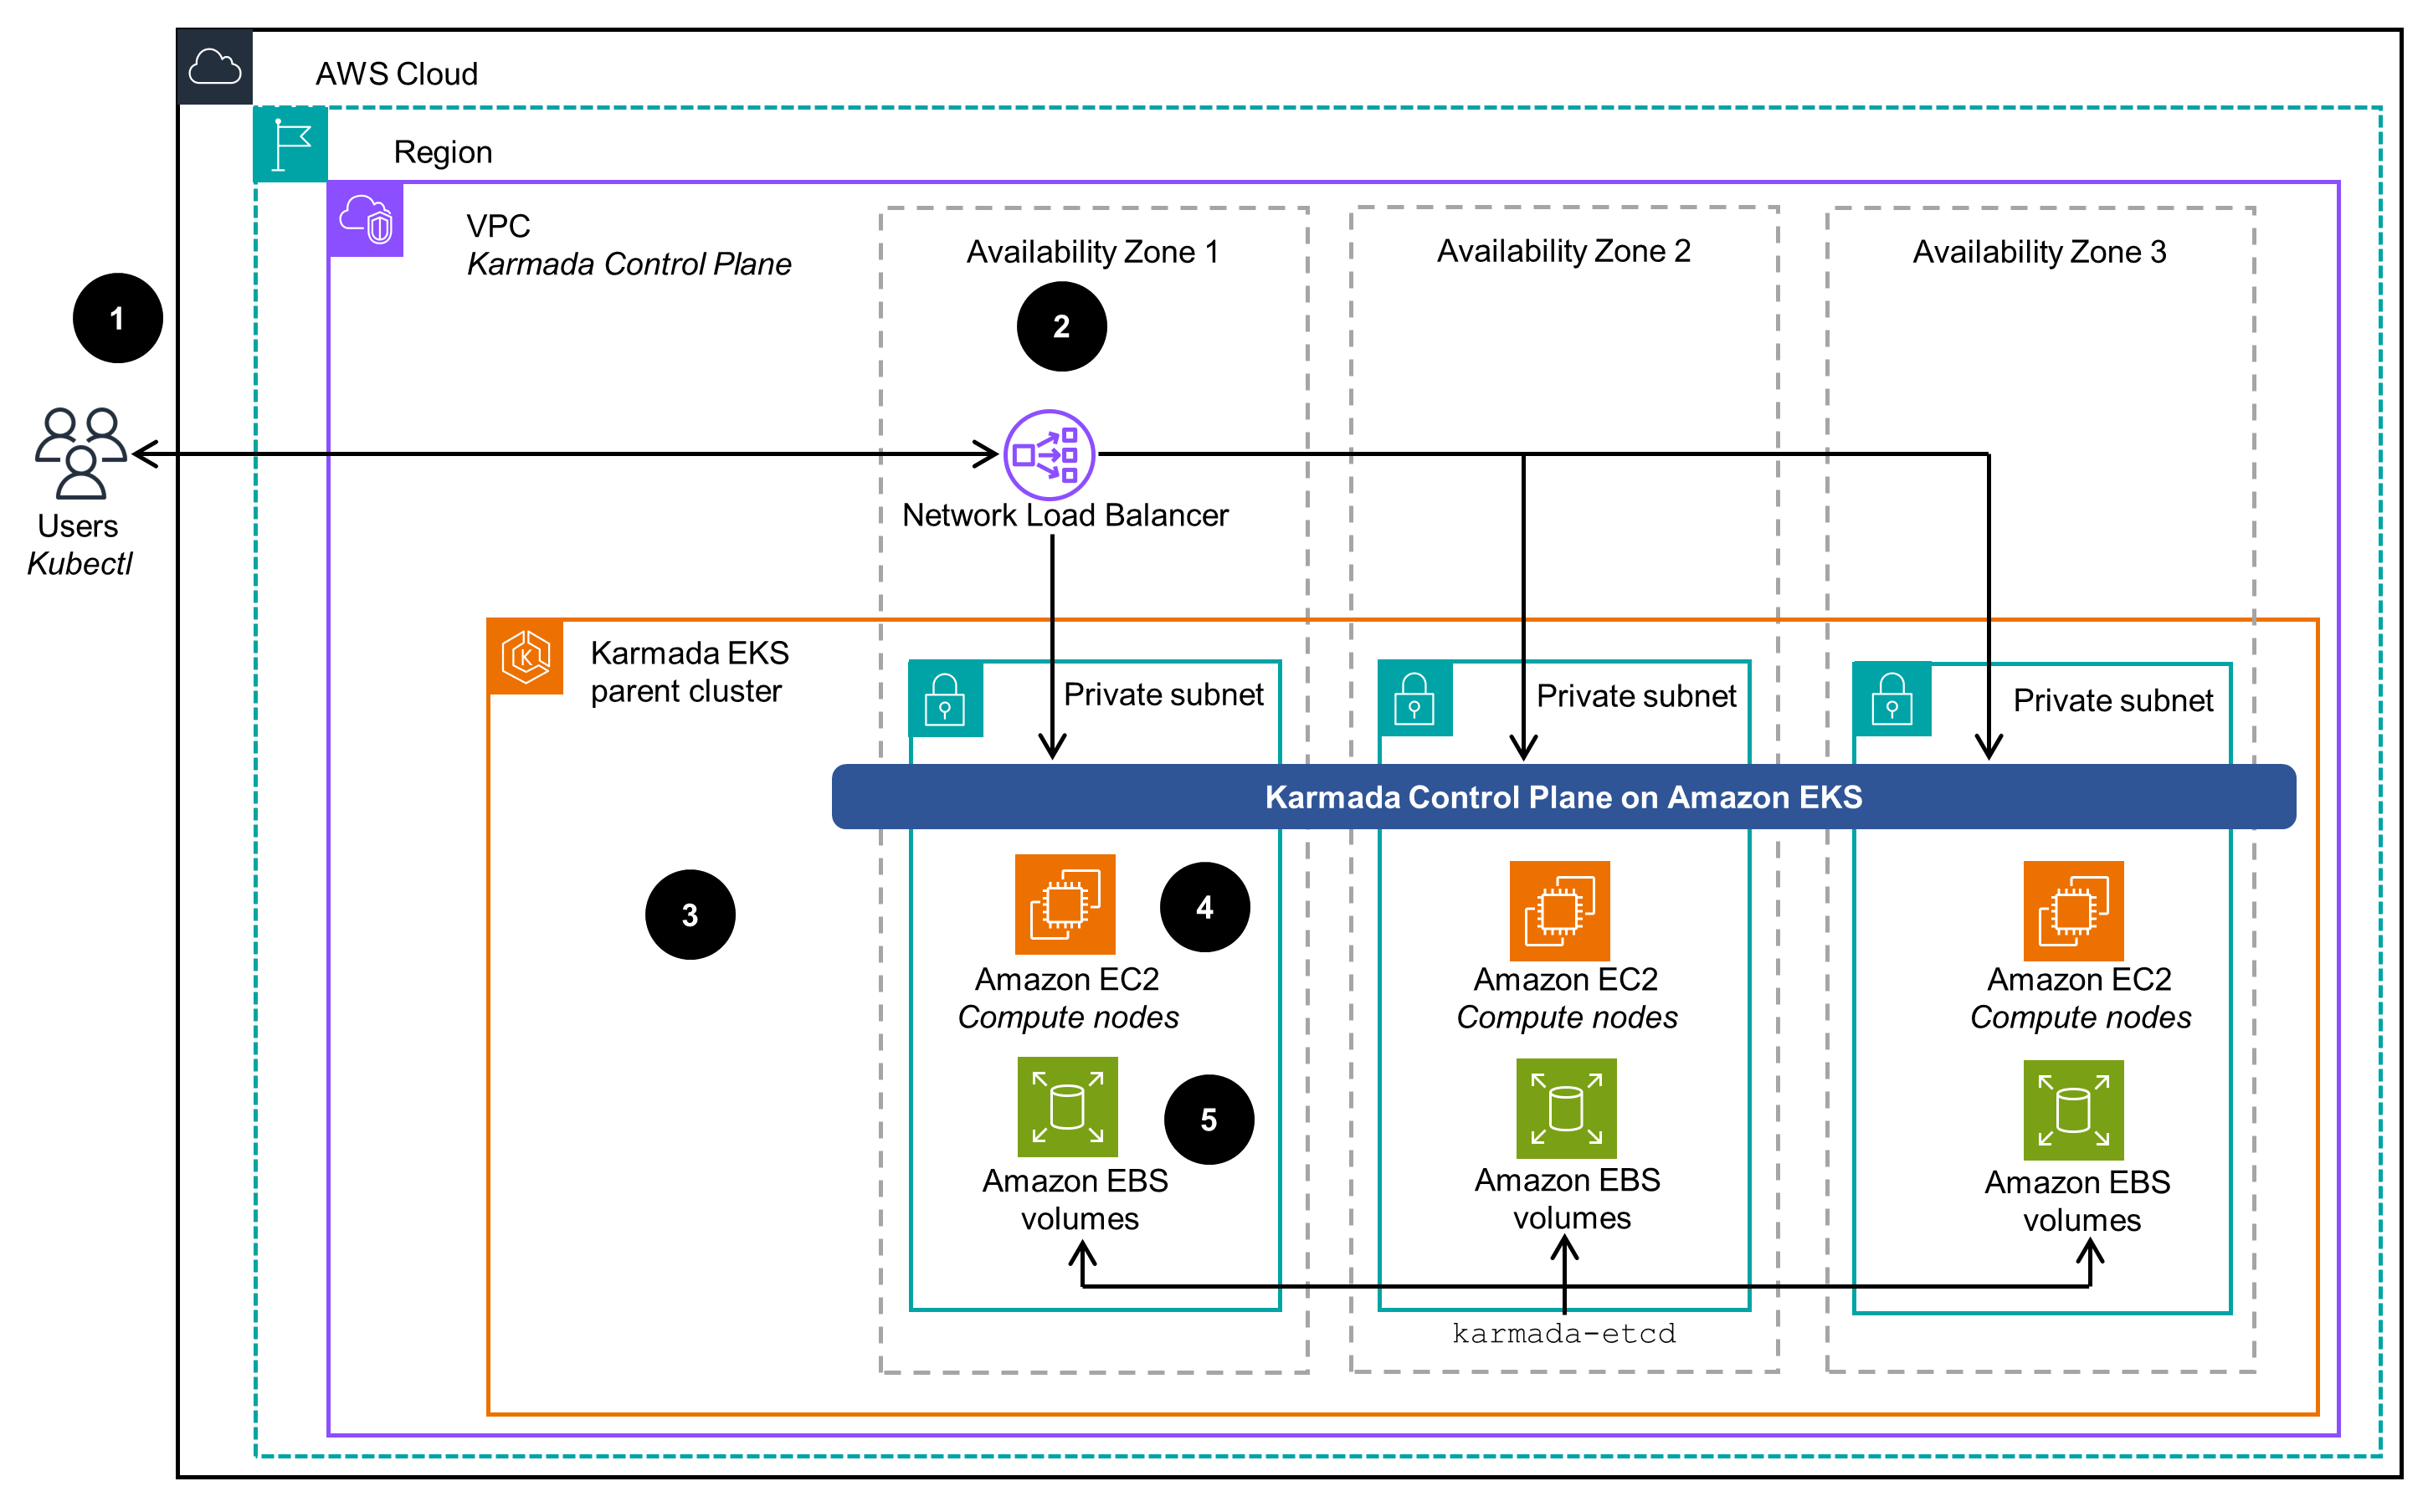 AWS Cloud
Region
VPC
Karmada Control Plane
Availability Zone 1
Availability Zone 2
Availability Zone 3
1
2
Network Load Balancer
Users
Kubectl
Karmada EKS
parent cluster
Private subnet
Private subnet
Private subnet
Karmada Control Plane on Amazon EKS
3
4
Amazon EC2
Compute nodes
Amazon EC2
Compute nodes
Amazon EC2
Compute nodes
5
Amazon EBS
volumes
Amazon EBS
volumes
Amazon EBS
volumes
karmada-etcd